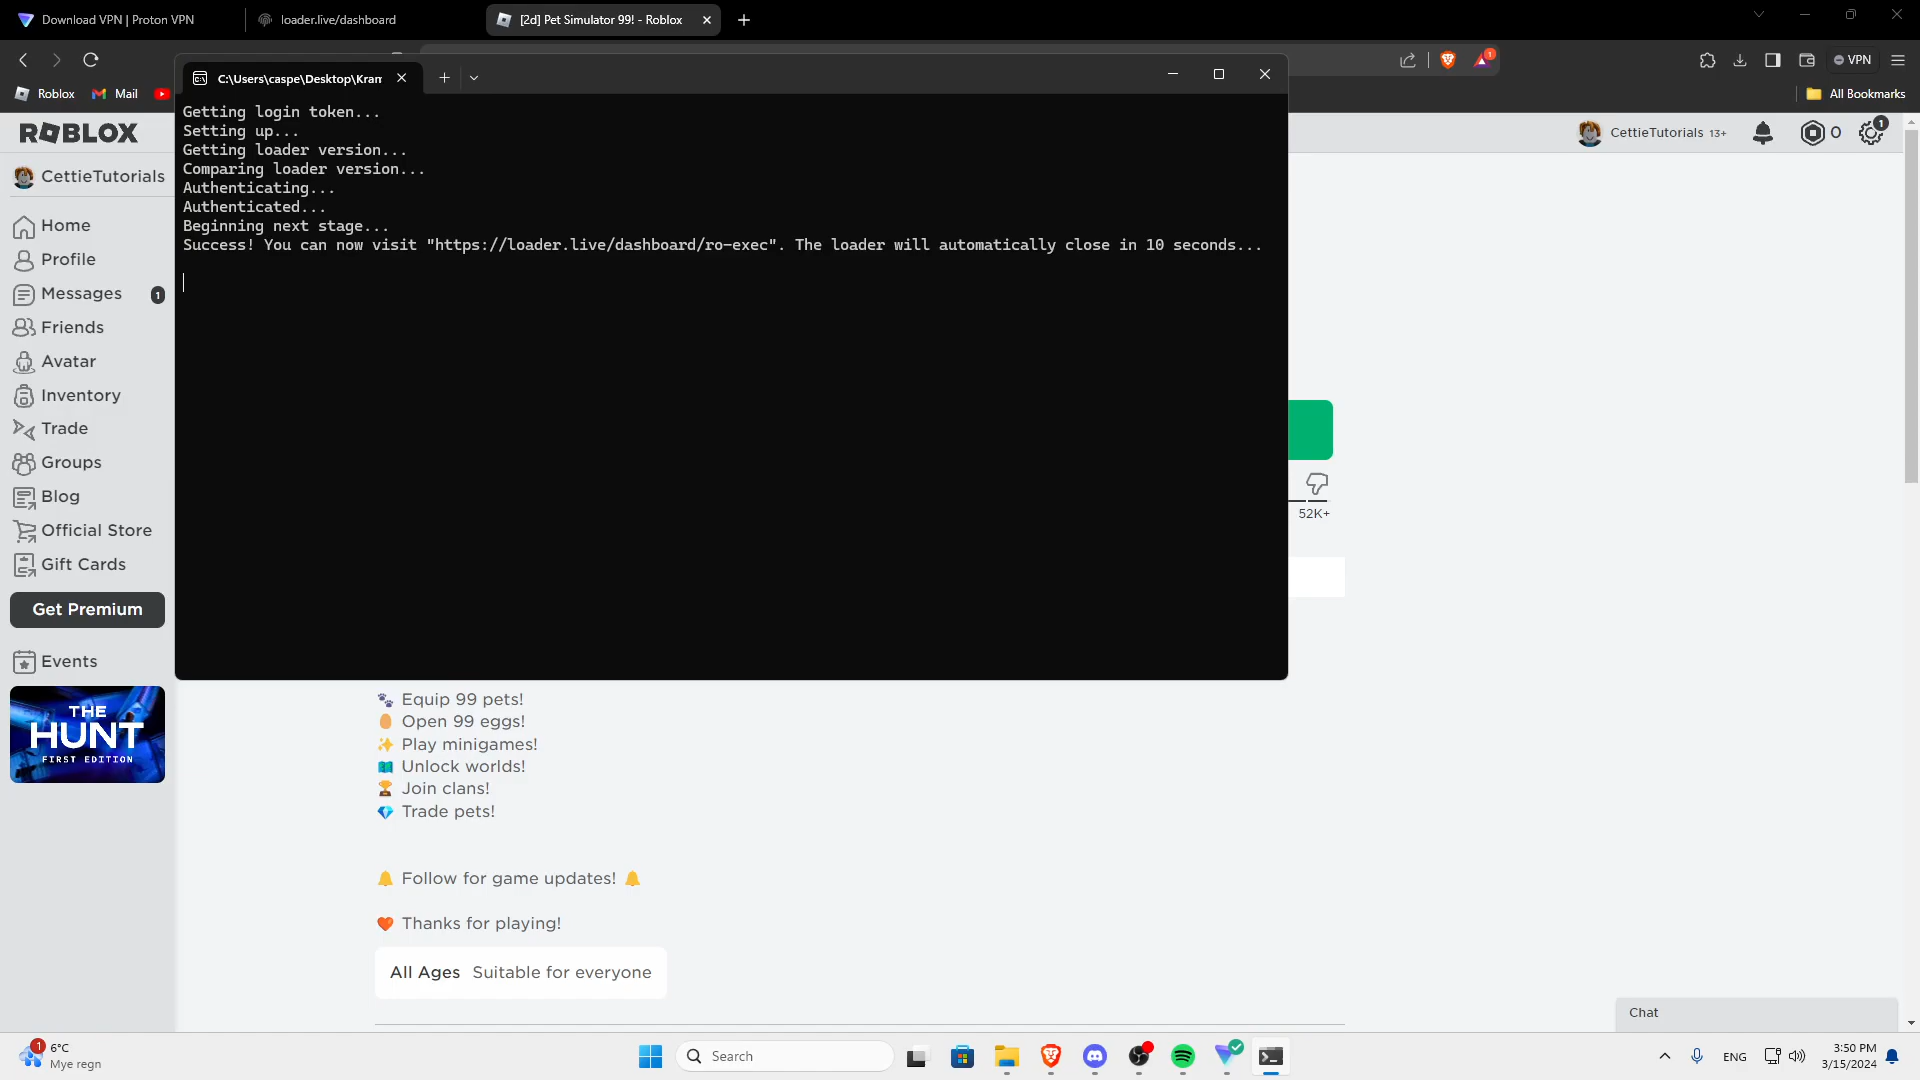 Download VPN | Proton VPN
loader.live/dashboard
[2d] Pet Simulator 99! - Roblox
VPN
Roblox
Mail
All Bookmarks
C:\Users\caspe\Desktop\Kram
Getting login token...
Setting up...
Getting loader version...
Comparing loader version...
Authenticating...
Authenticated...
Beginning next stage...
Success! You can now visit "https://loader.live/dashboard/ro-exec". The loader will automatically close in 10 seconds...
ROBLOX
CettieTutorials 13+
0
1
CettieTutorials
Home
Profile
Messages
1
Friends
Avatar
Inventory
Trade
Groups
Blog
Official Store
Gift Cards
Get Premium
Events
THE
HUNT
FIRST EDITION
52K+
Equip 99 pets!
Open 99 eggs!
Play minigames!
Unlock worlds!
Join clans!
Trade pets!
Follow for game updates!
Thanks for playing!
All Ages Suitable for everyone
Chat
1
6°C
Mye regn
Search
ENG
3:50 PM
3/15/2024